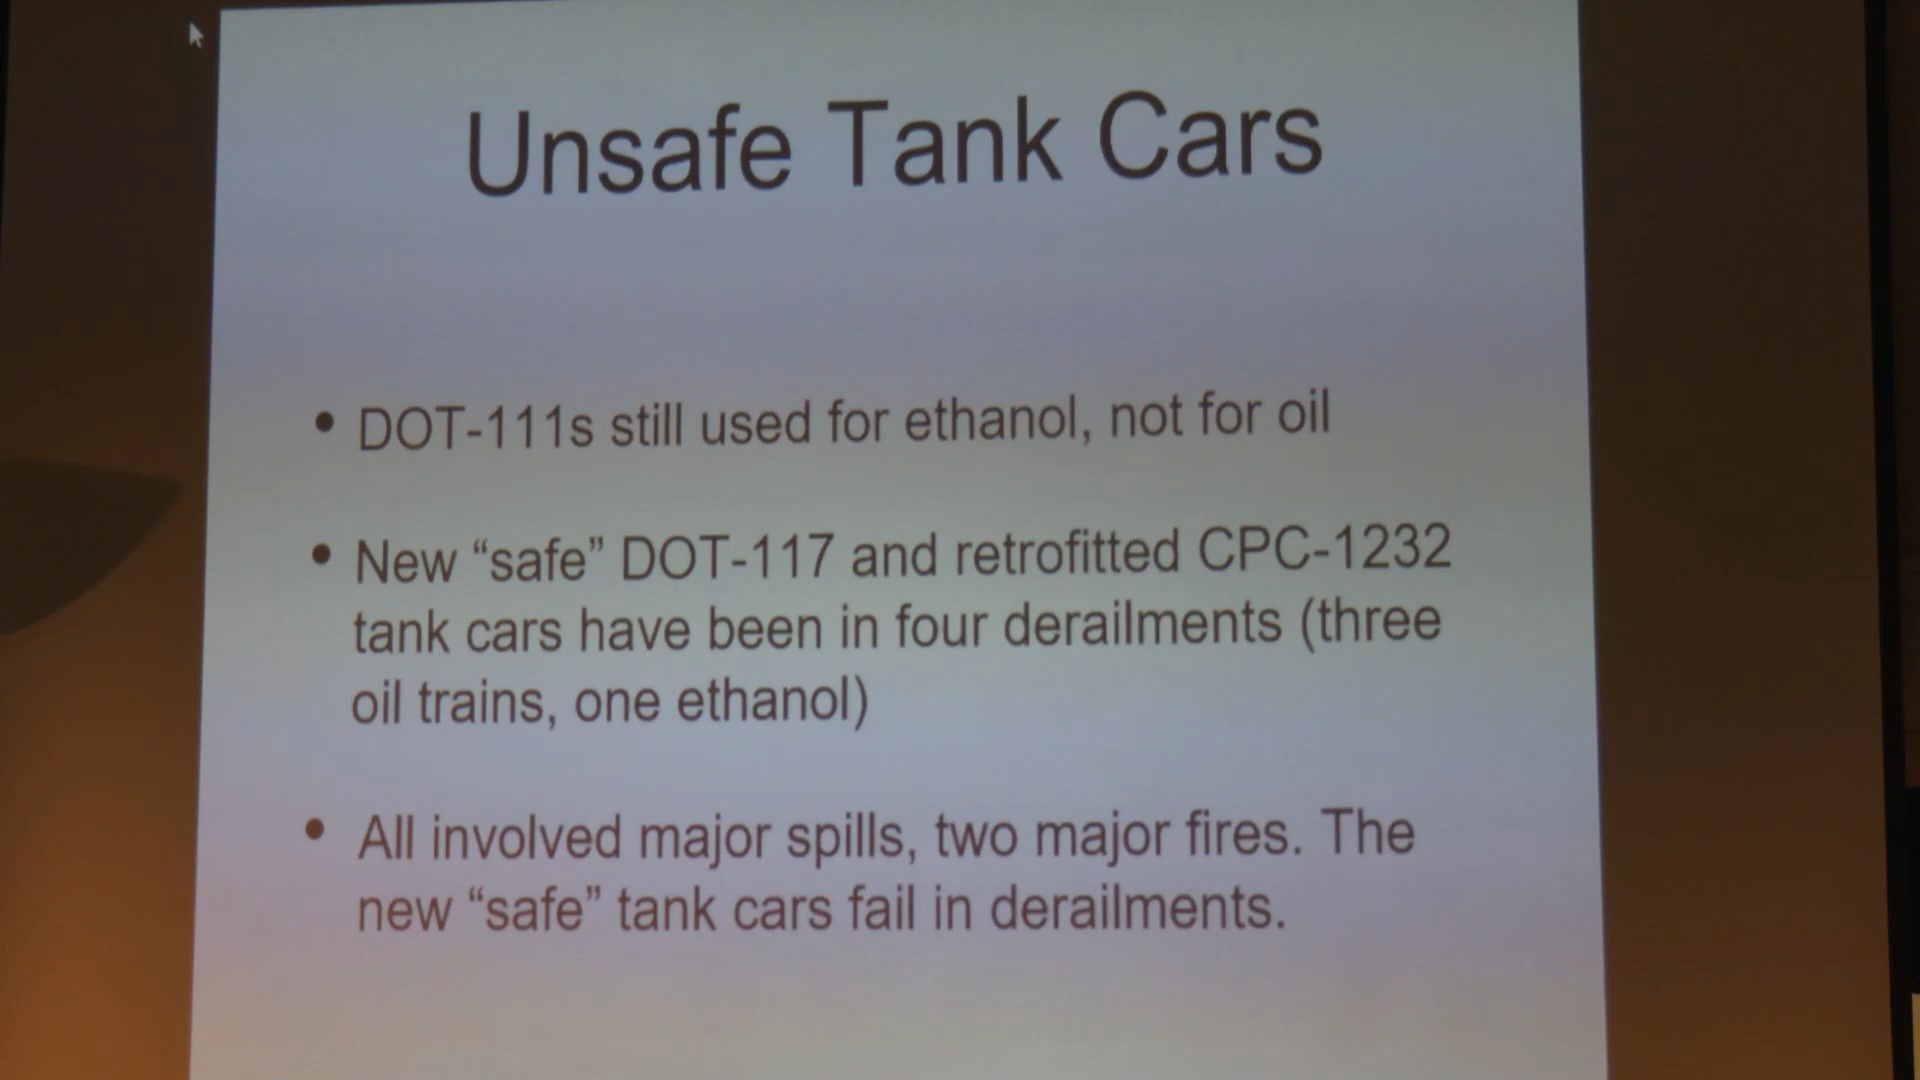 Unsafe Tank Cars
• DOT-111s still used for ethanol, not for oil
• New “safe” DOT-117 and retrofitted CPC-1232
tank cars have been in four derailments (three
oil trains, one ethanol)
• All involved major spills, two major fires. The
new “safe” tank cars fail in derailments.